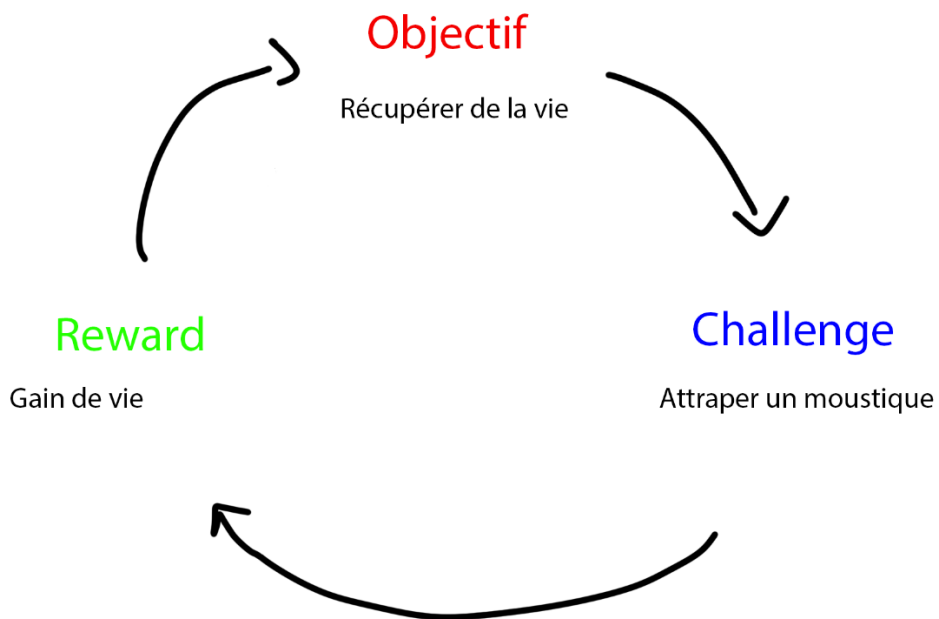 Objectif
Récupérer de la vie
Reward
Challenge
Gain de vie
Attraper un moustique